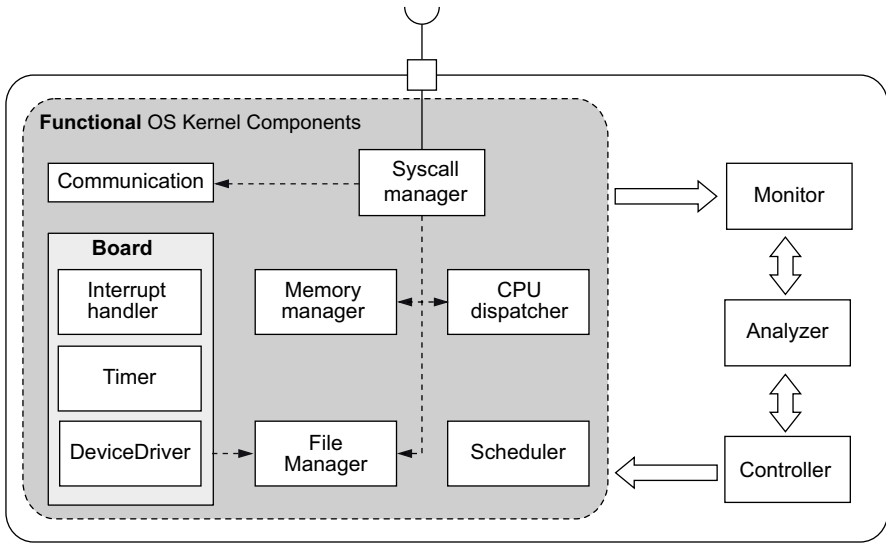 Functional OS Kernel Components
Communication
Syscall
manager
Monitor
Board
Interrupt
handler
Memory
manager
CPU
dispatcher
Analyzer
Timer
DeviceDriver
File
Manager
Scheduler
Controller